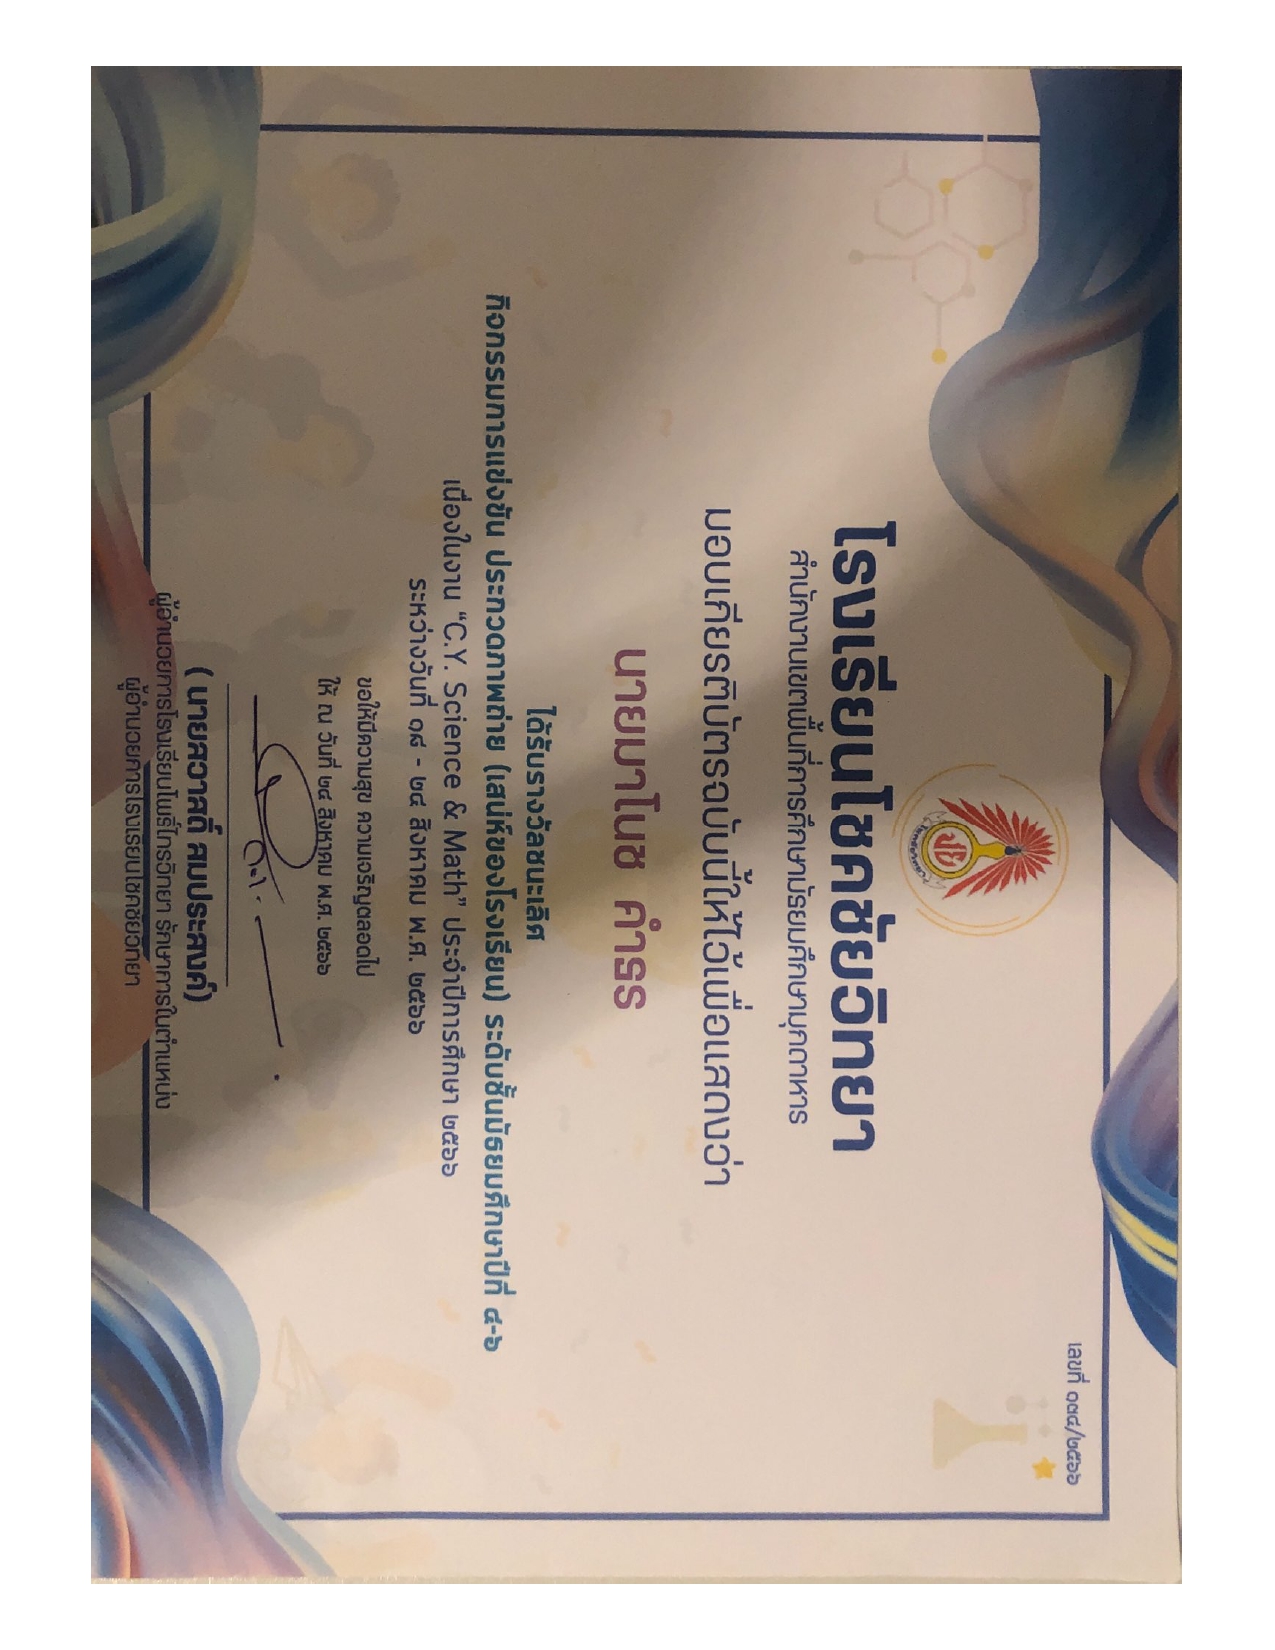 เลขที่ ๑๓๔/๒๕๖๖
โรงเรียนโชคชัยวิทยา
สำนักงานเขตพื้นที่การศึกษามัธยมศึกษามุกดาหาร
มอบเกียรติบัตรฉบับนี้ให้ไว้เพื่อแสดงว่า
นายมาโนช คำธร
ได้รับรางวัลชนะเลิศ
กิจกรรมการแข่งขัน ประกวดภาพถ่าย (เสน่ห์ของโรงเรียน) ระดับชั้นมัธยมศึกษาปีที่ ๔-๖
เนื่องในงาน “C.Y. Science & Math” ประจำปีการศึกษา ๒๕๖๖
ระหว่างวันที่ ๑๘ - ๒๔ สิงหาคม พ.ศ. ๒๕๖๖
ขอให้มีความสุข ความเจริญตลอดไป
ให้ ณ วันที่ ๒๔ สิงหาคม พ.ศ. ๒๕๖๖
( นายสวาสดิ์ สมประสงค์)
ผู้อำนวยการโรงเรียนโพธิ์ไทรวิทยา รักษาการในตำแหน่ง
ผู้อำนวยการโรงเรียนโชคชัยวิทยา